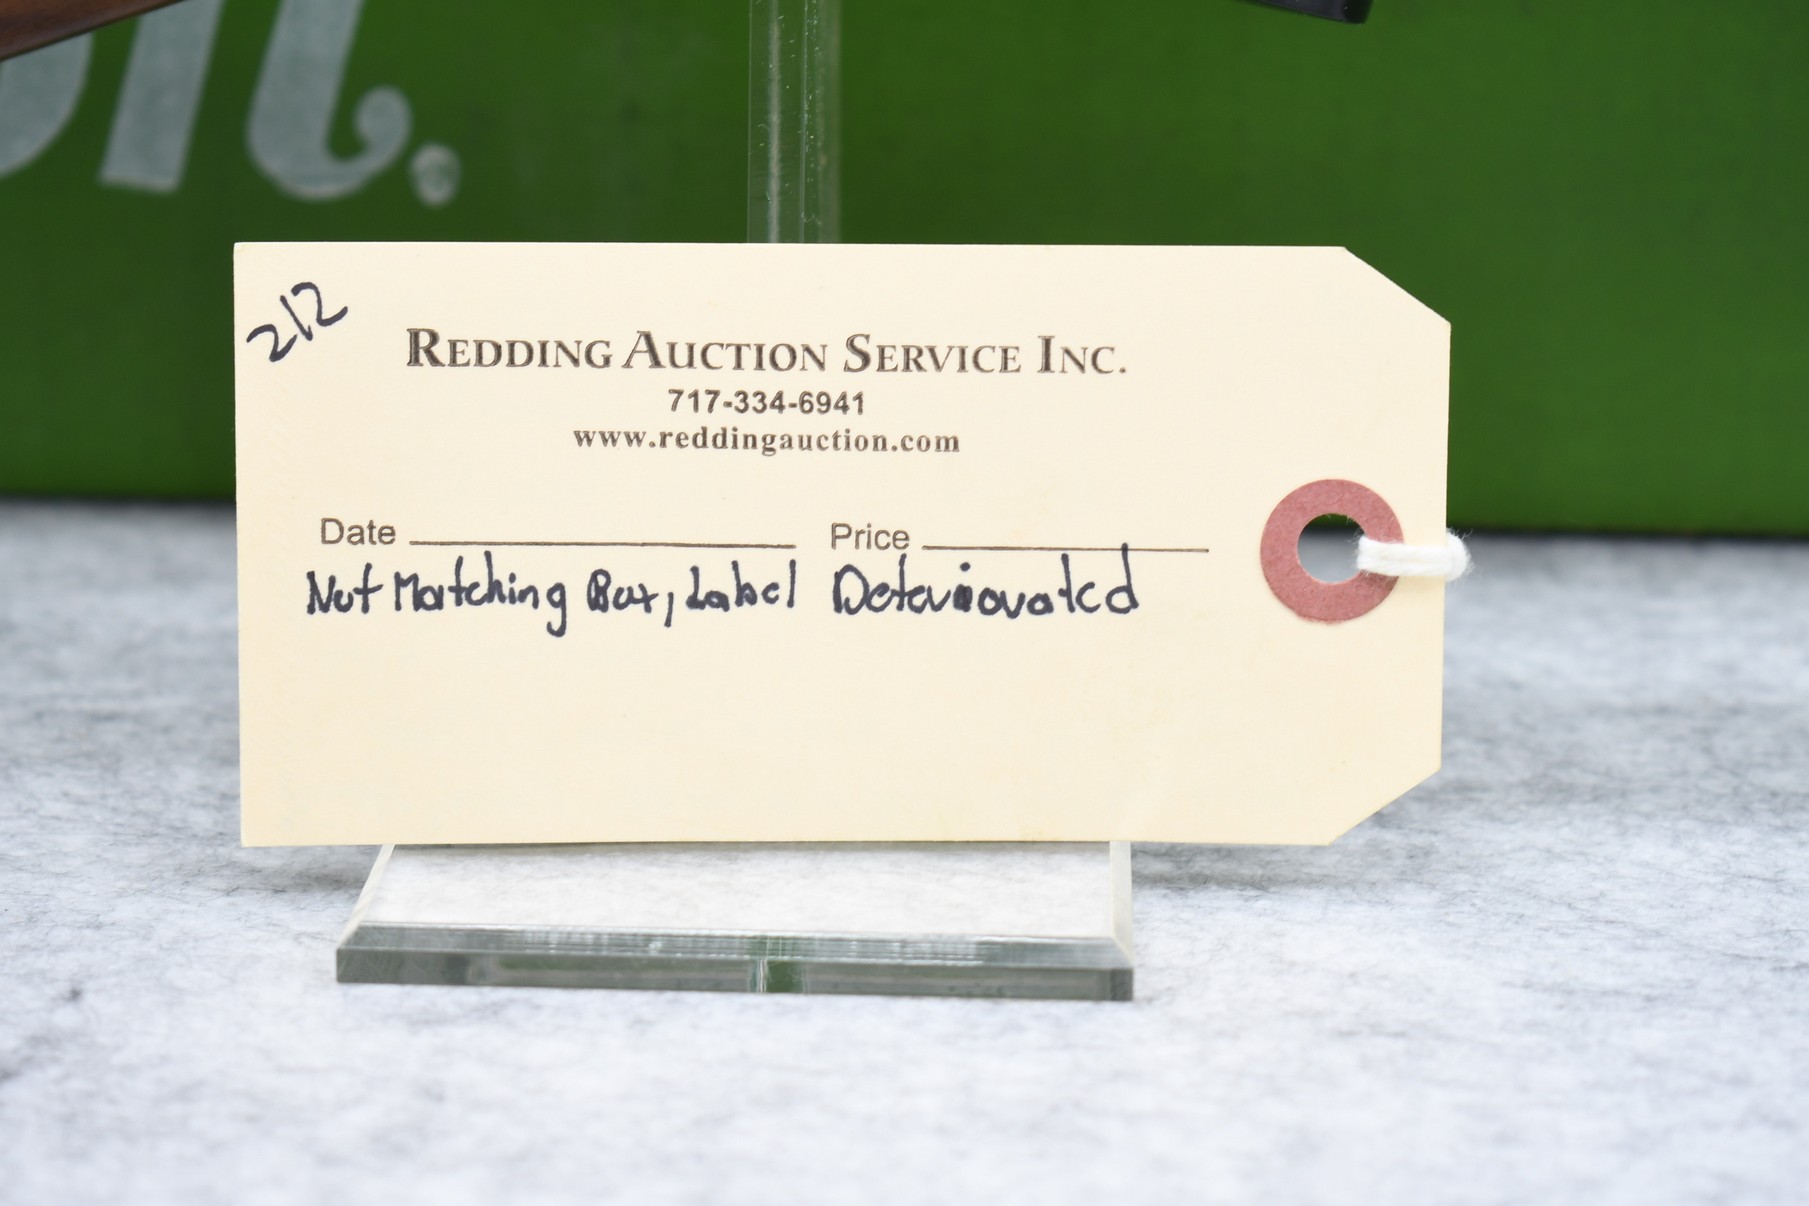 212
REDDING AUCTION SERVICE INC.
717-334-6941
www.reddingauction.com
Date Price
Not Matching Box, Label Deteriorated